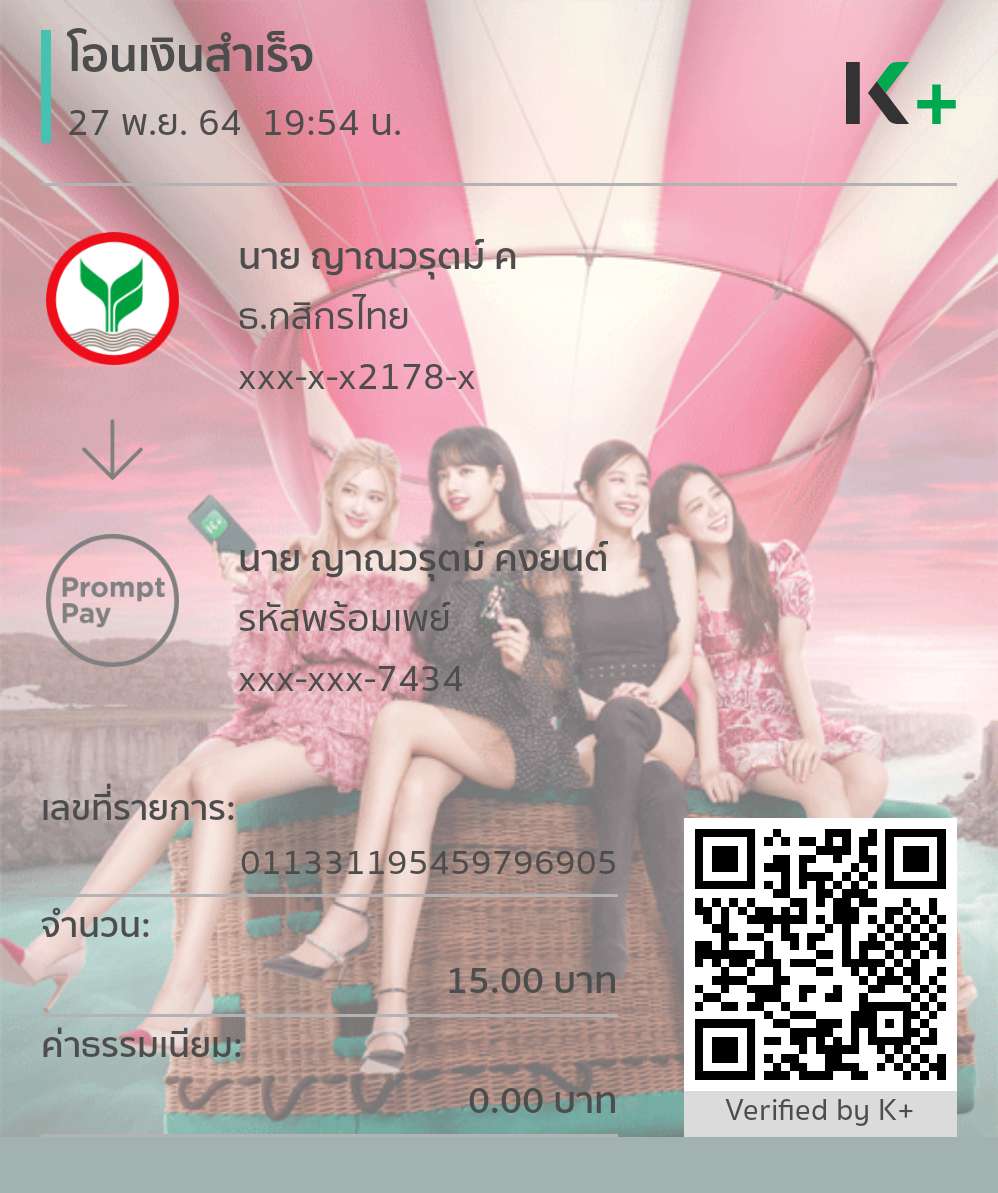 โอนเงินสำเร็จ
27 พ.ย. 64 19:54 น.
K+
นาย ญาณวรุตม์ ค
ธ.กสิกรไทย
xxx-x-x2178-x
Prompt
Pay
นาย ญาณวรุตม์ คงยนต์
รหัสพร้อมเพย์
xxx-xxx-7434
เลขที่รายการ:
011331195459796905
จำนวน:
15.00 บาท
ค่าธรรมเนียม:
0.00 บาท
Verified by K+